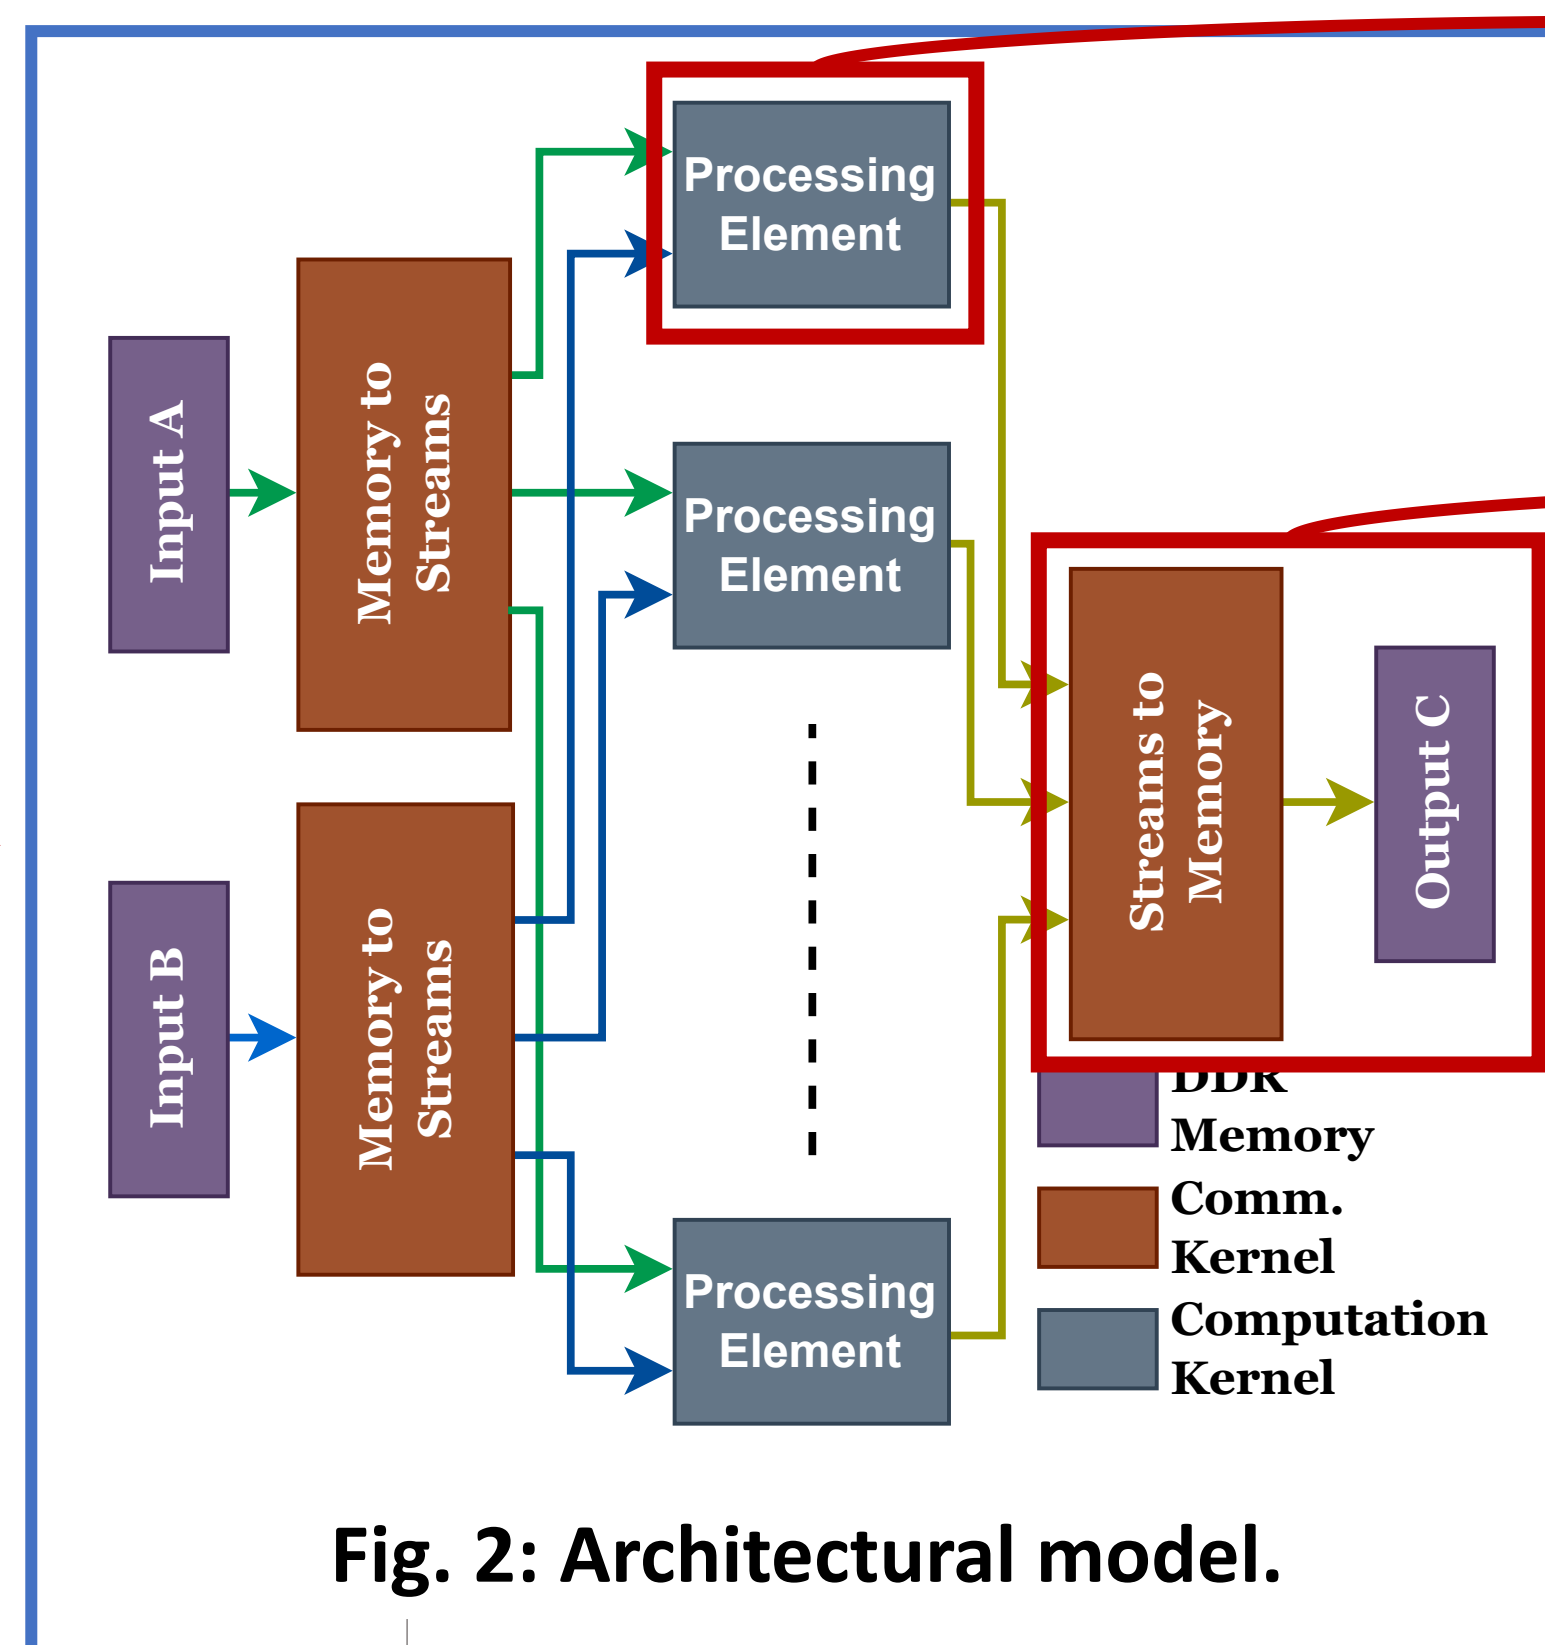 Processing
Element
Input A
Memory to
Streams
Processing
Element
Input B
Memory to
Streams
Streams to
Memory
Output C
Processing
Element
DDR
Memory
Comm.
Kernel
Computation
Kernel
Fig. 2: Architectural model.